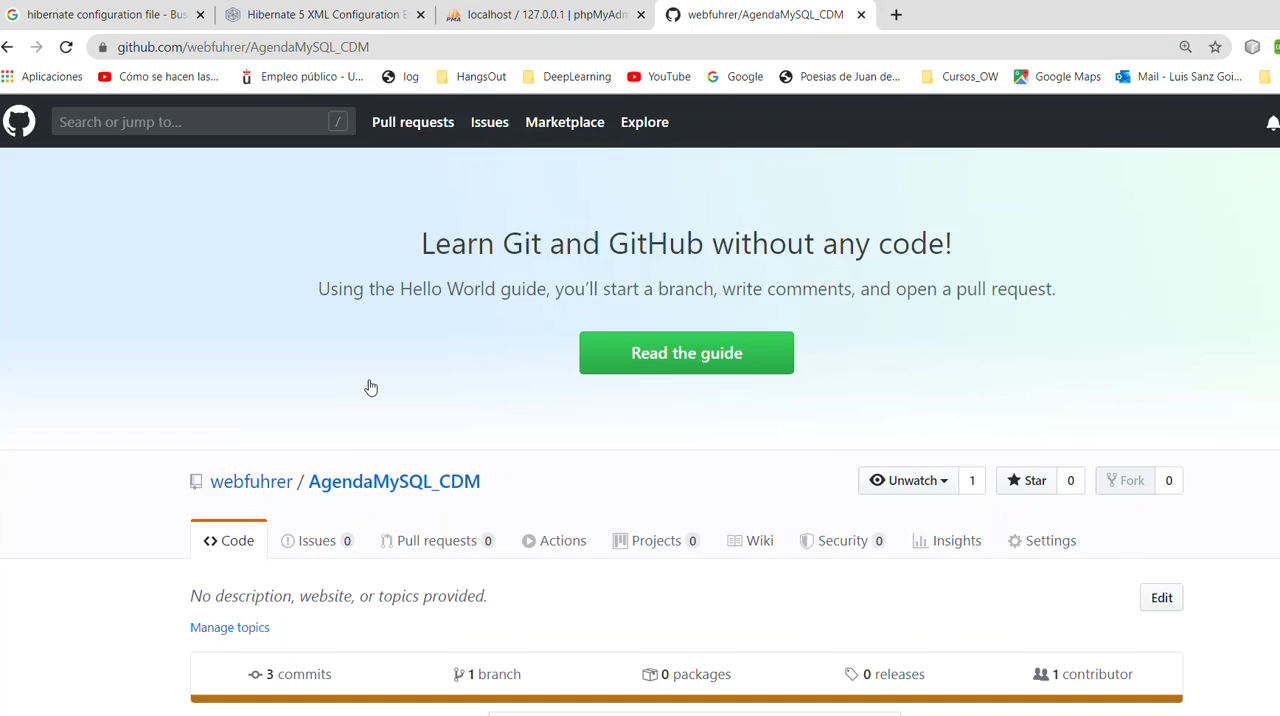 hibernate configuration file - Bus
Hibernate 5 XML Configuration E
localhost / 127.0.0.1 | phpMyAdm
webfuhrer/AgendaMySQL_CDM
github.com/webfuhrer/AgendaMySQL_CDM
Aplicaciones
Cómo se hacen las...
Empleo público - U...
log
HangsOut
DeepLearning
YouTube
Google
Poesias de Juan de...
Cursos_OW
Google Maps
Mail - Luis Sanz Goi...
Search or jump to...
/
Pull requests
Issues
Marketplace
Explore
Learn Git and GitHub without any code!
Using the Hello World guide, you’ll start a branch, write comments, and open a pull request.
Read the guide
webfuhrer / AgendaMySQL_CDM
Unwatch 1
Star 0
Fork 0
Code
Issues 0
Pull requests 0
Actions
Projects 0
Wiki
Security 0
Insights
Settings
No description, website, or topics provided.
Edit
Manage topics
3 commits
1 branch
0 packages
0 releases
1 contributor